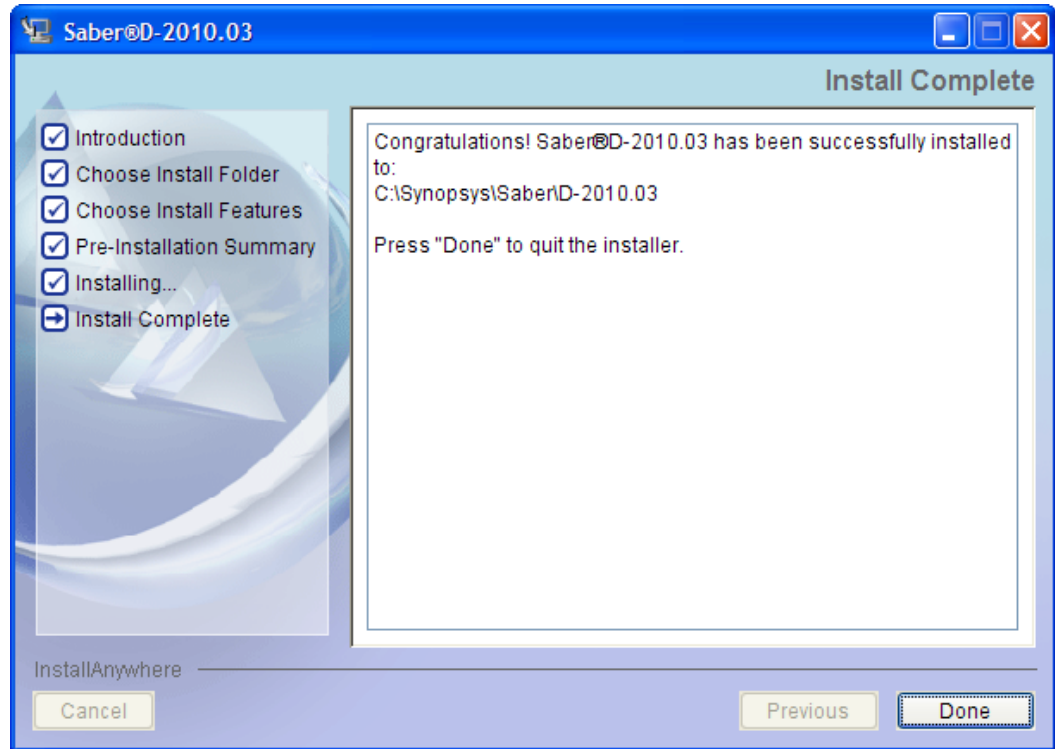 Saber®D-2010.03
Install Complete
Introduction
Choose Install Folder
Choose Install Features
Pre-Installation Summary
Installing...
Install Complete
Congratulations! Saber®D-2010.03 has been successfully installed
to:
C:\Synopsys\Saber\D-2010.03
Press "Done" to quit the installer.
InstallAnywhere
Cancel
Previous
Done